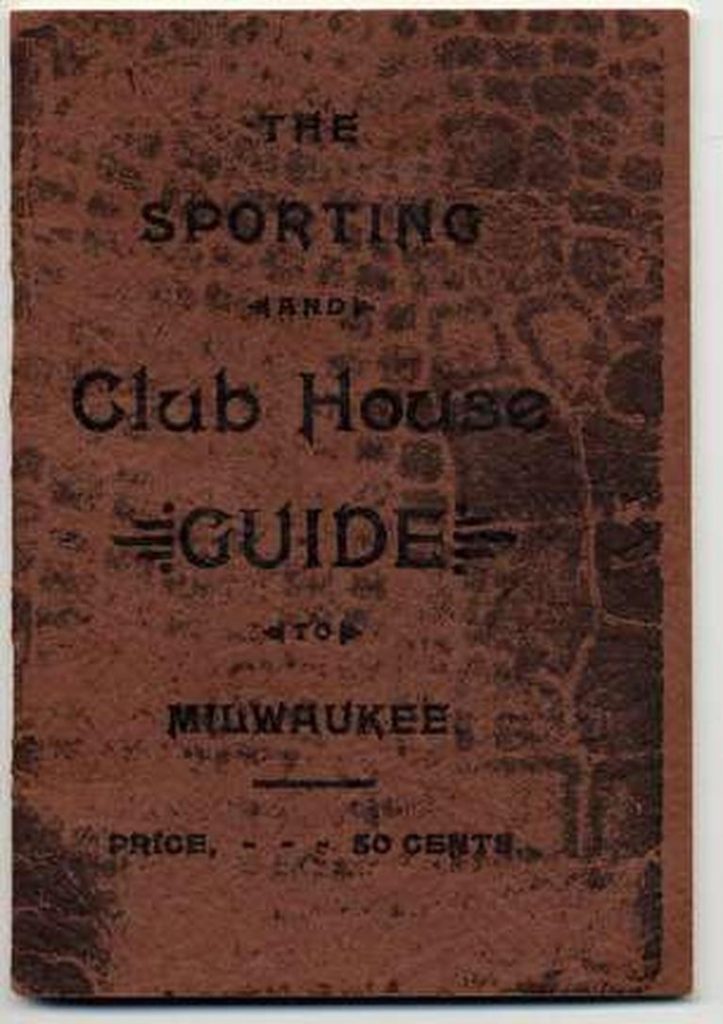 THE
SPORTING
AND
Club House
GUIDE
TO
MILWAUKEE.
PRICE, - - - 50 CENTS.